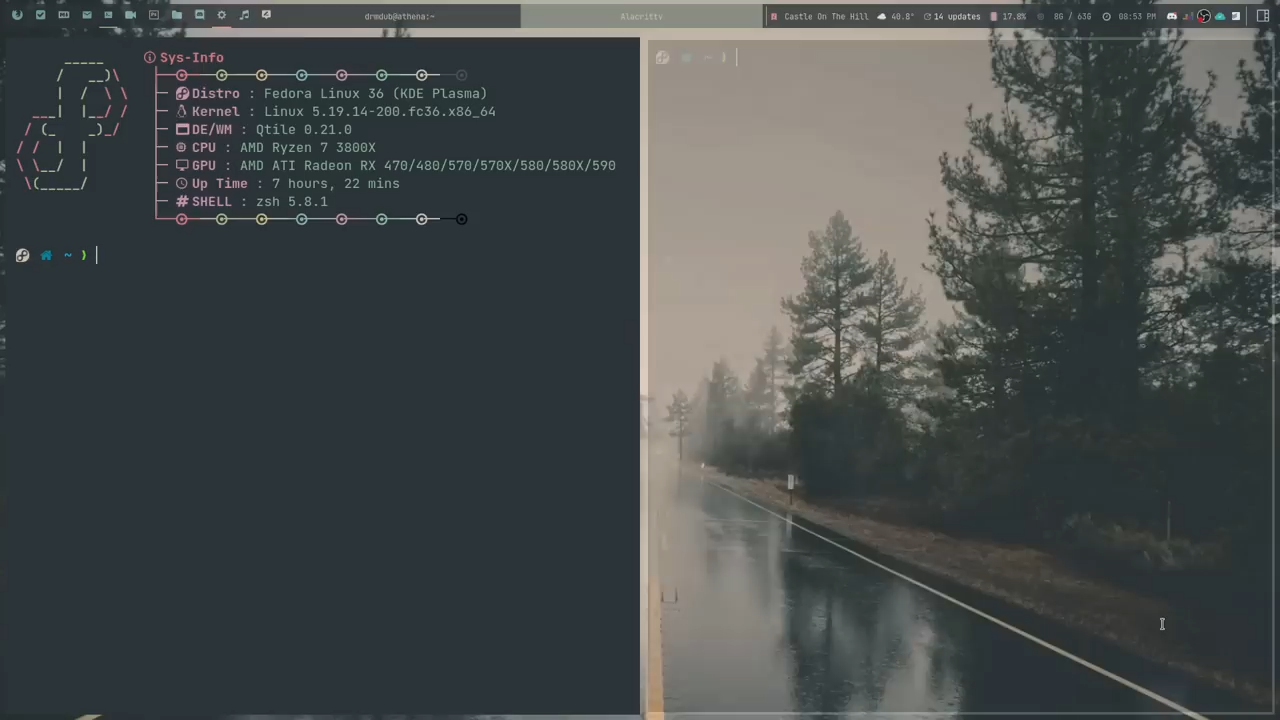 drmdub@athena:~
Alacritty
Castle On The Hill
40.8°
14 updates
17.8%
8G / 63G
08:53 PM
Sys-Info
Distro : Fedora Linux 36 (KDE Plasma)
Kernel : Linux 5.19.14-200.fc36.x86_64
DE/WM : Qtile 0.21.0
CPU : AMD Ryzen 7 3800X
GPU : AMD ATI Radeon RX 470/480/570/570X/580/580X/590
Up Time : 7 hours, 22 mins
SHELL : zsh 5.8.1
~ ❫
~ ❫